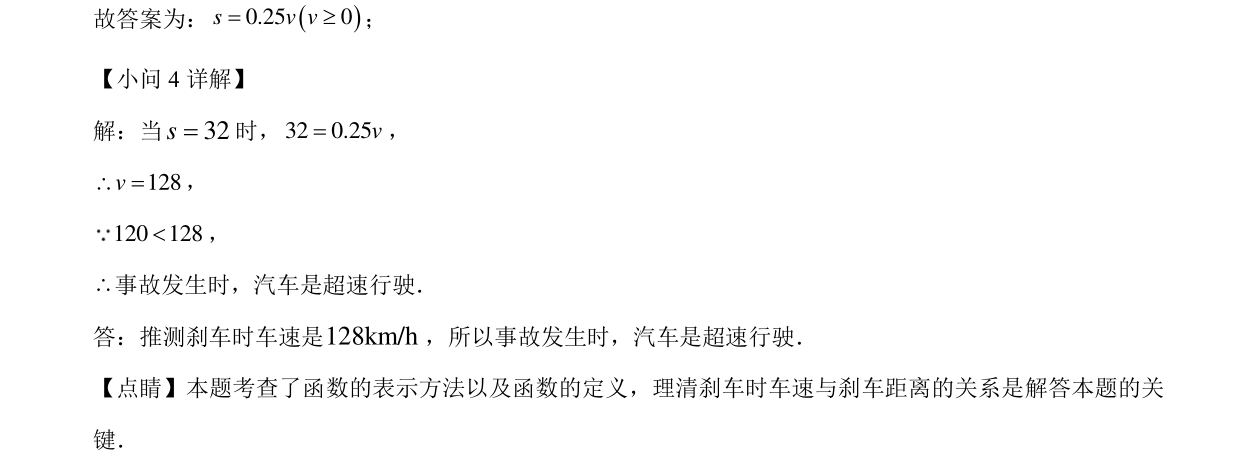 故答案为：s=0.25v(v≥0)；
【小问 4 详解】
解：当s=32时，32=0.25v，
∴v=128，
∵120<128，
∴事故发生时，汽车是超速行驶．
答：推测刹车时车速是128km/h，所以事故发生时，汽车是超速行驶．
【点睛】本题考查了函数的表示方法以及函数的定义，理清刹车时车速与刹车距离的关系是解答本题的关
键．